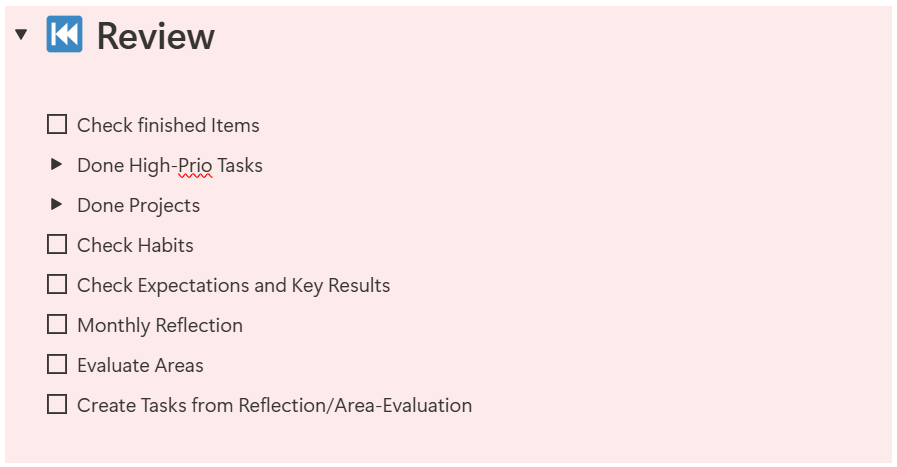 Review
Check finished Items
Done High-Prio Tasks
Done Projects
Check Habits
Check Expectations and Key Results
Monthly Reflection
Evaluate Areas
Create Tasks from Reflection/Area-Evaluation